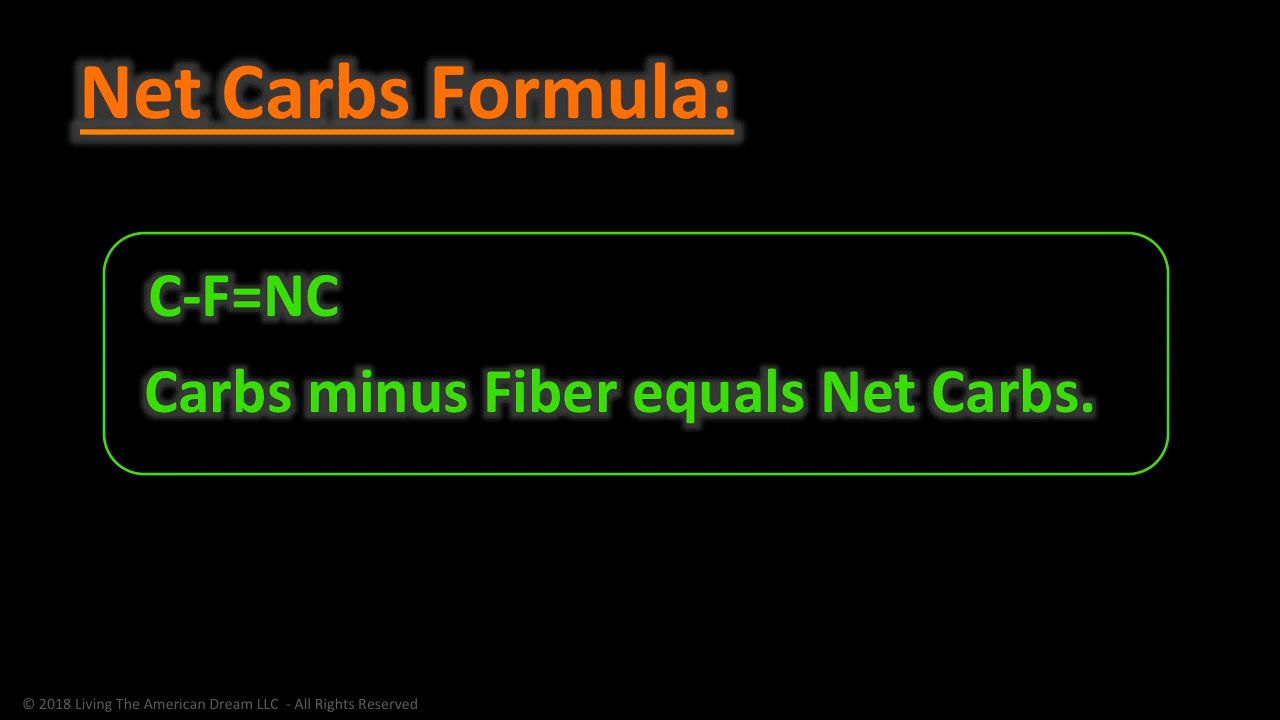 Net Carbs Formula:
C-F=NC
Carbs minus Fiber equals Net Carbs.
© 2018 Living The American Dream LLC  - All Rights Reserved